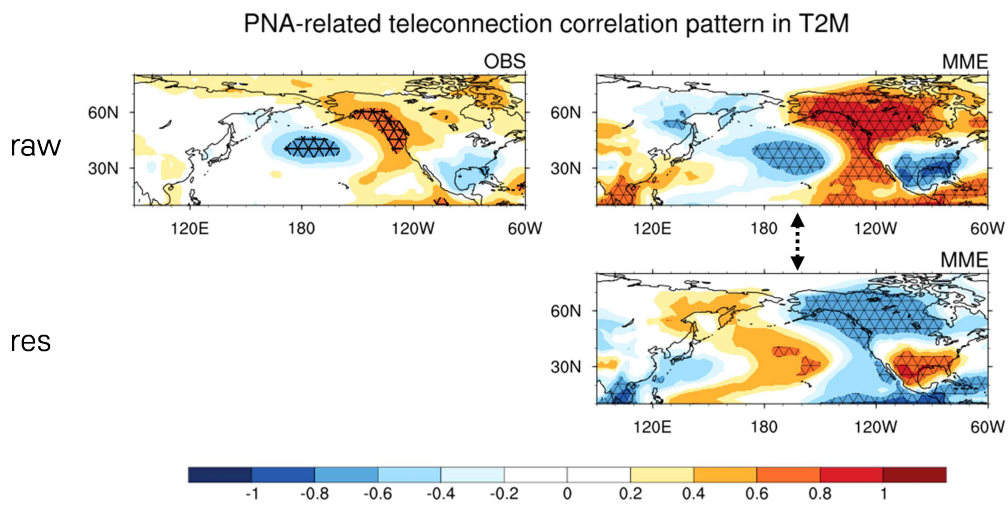 PNA-related teleconnection correlation pattern in T2M
OBS
MME
raw
60N
30N
60N
30N
120E
180
120W
60W
120E
180
120W
60W
MME
res
60N
30N
120E
180
120W
60W
-1
-0.8
-0.6
-0.4
-0.2
0
0.2
0.4
0.6
0.8
1